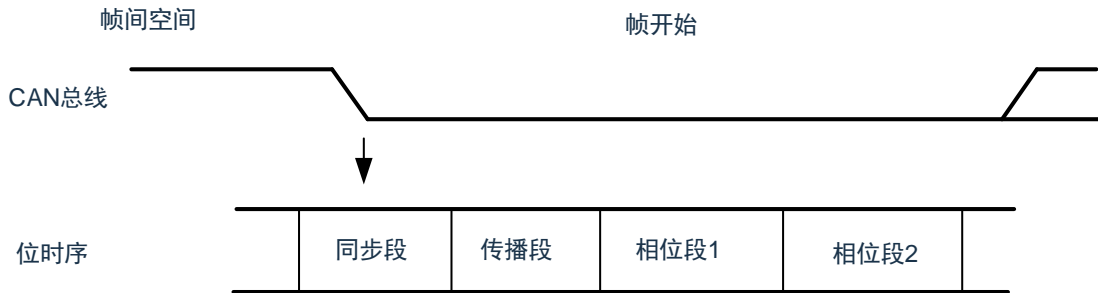 帧间空间
帧开始
CAN总线
位时序
同步段
传播段
相位段1
相位段2